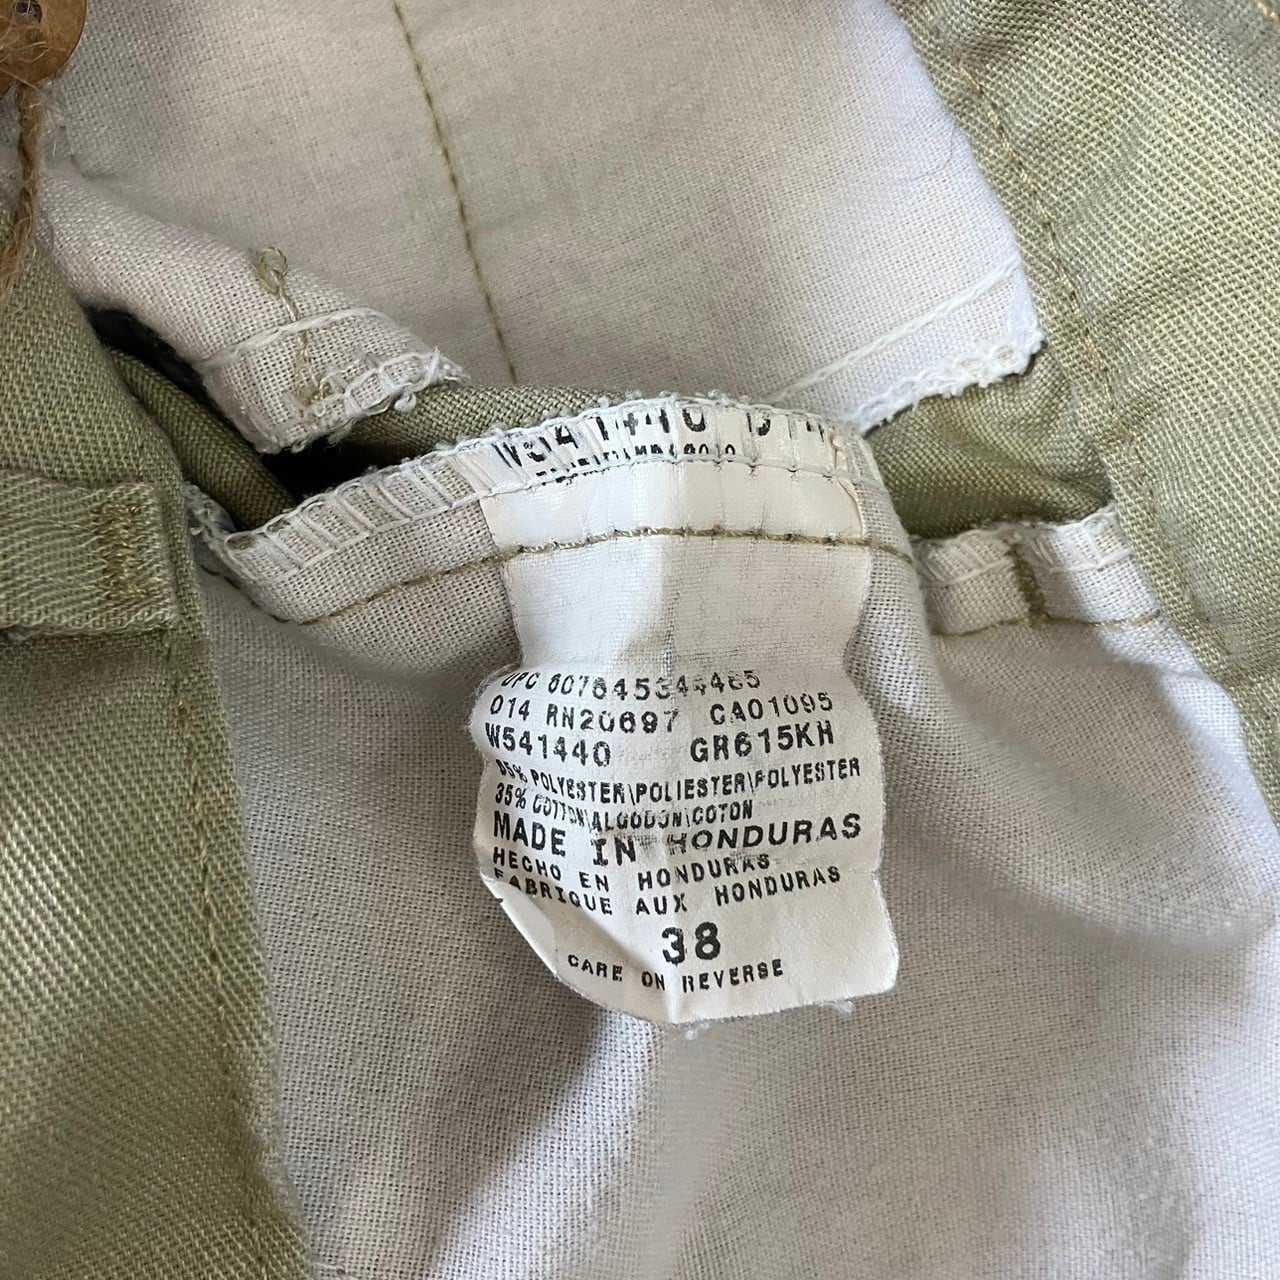 UPC 607645344465
014 RN20697 CA01095
W541440 GR615KH
65% POLYESTER\POLIESTER\POLYESTER
35% COTTON\ALGODON\COTON
MADE IN HONDURAS
HECHO EN HONDURAS
FABRIQUE AUX HONDURAS
38
CARE ON REVERSE